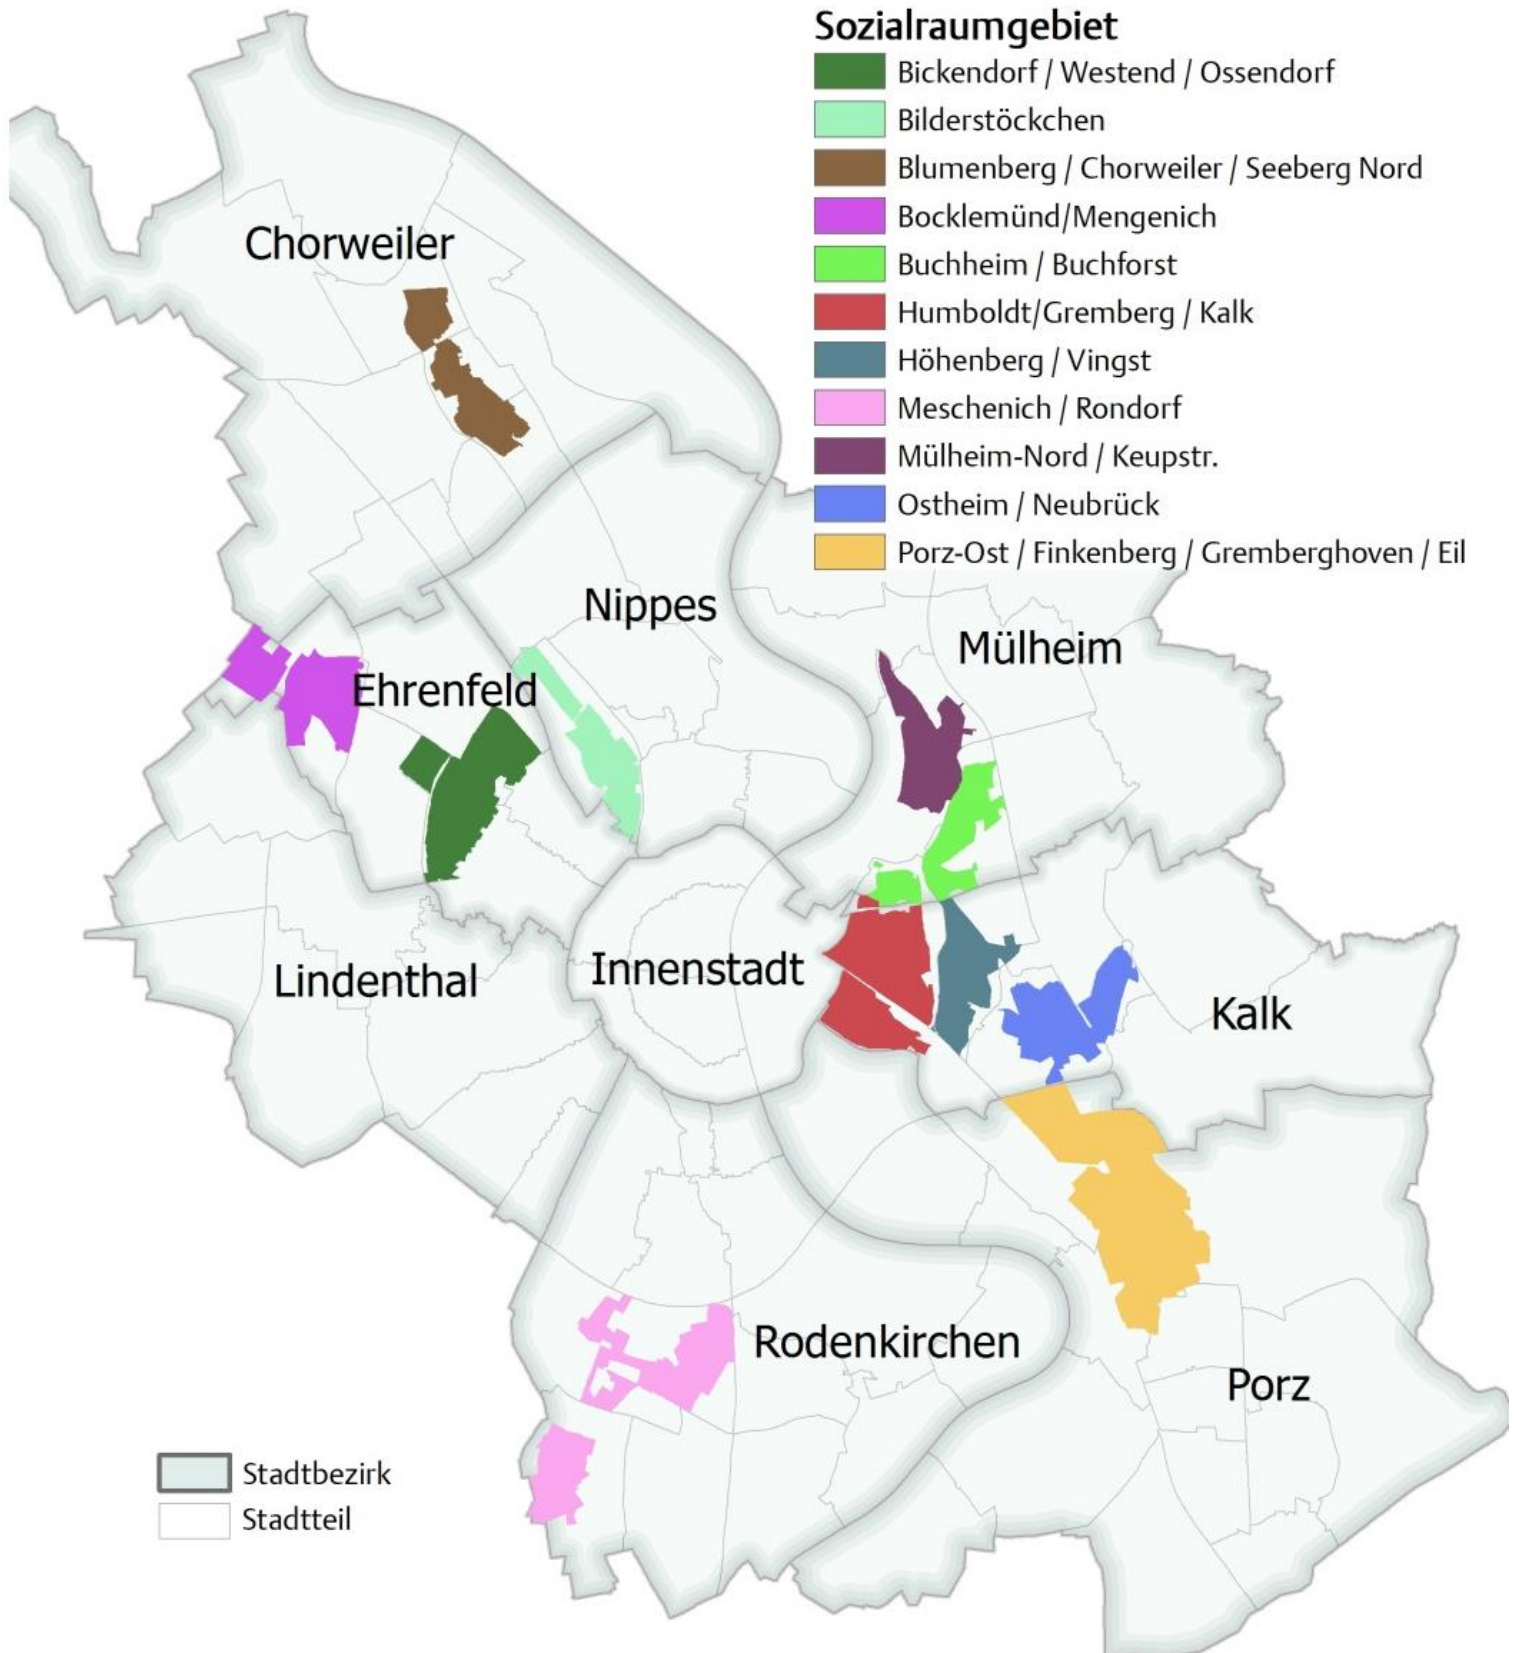 Sozialraumgebiet
Bickendorf / Westend / Ossendorf
Bilderstöckchen
Blumenberg / Chorweiler / Seeberg Nord
Bocklemünd/Mengenich
Buchheim / Buchforst
Humboldt/Gremberg / Kalk
Höhenberg / Vingst
Meschenich / Rondorf
Mülheim-Nord / Keupstr.
Ostheim / Neubrück
Porz-Ost / Finkenberg / Gremberghoven / Eil
Chorweiler
Nippes
Mülheim
Ehrenfeld
Lindenthal
Innenstadt
Kalk
Rodenkirchen
Porz
Stadtbezirk
Stadtteil